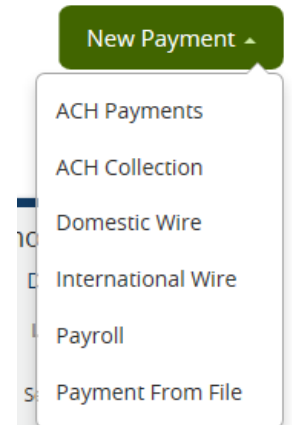 New Payment
ACH Payments
ACH Collection
Domestic Wire
International Wire
Payroll
Payment From File